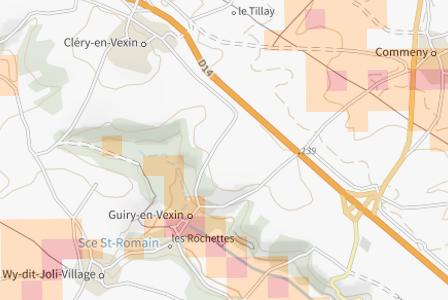 le Tillay
Cléry-en-Vexin
Commeny
D14
139
Guiry-en-Vexin
Sce St-Romain
les Rochettes
Wy-dit-Joli-Village